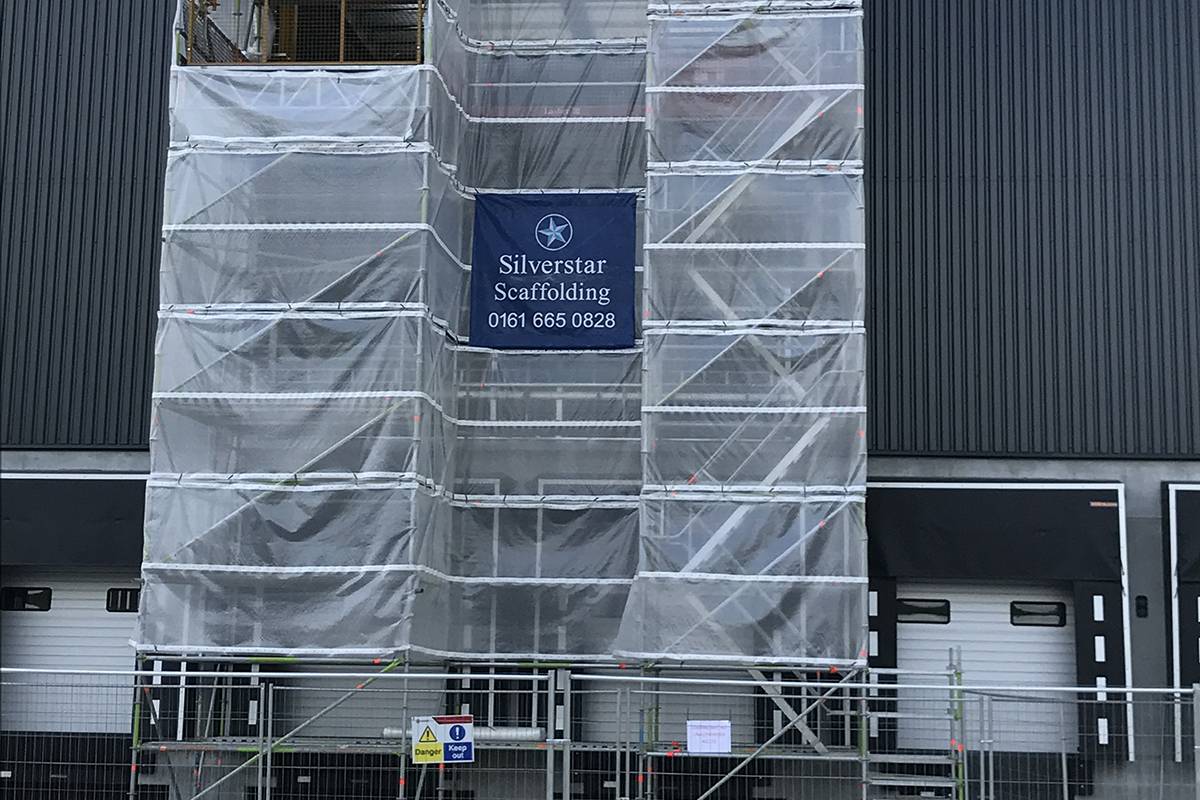 Silverstar
Scaffolding
0161 665 0828
Danger
Keep
out